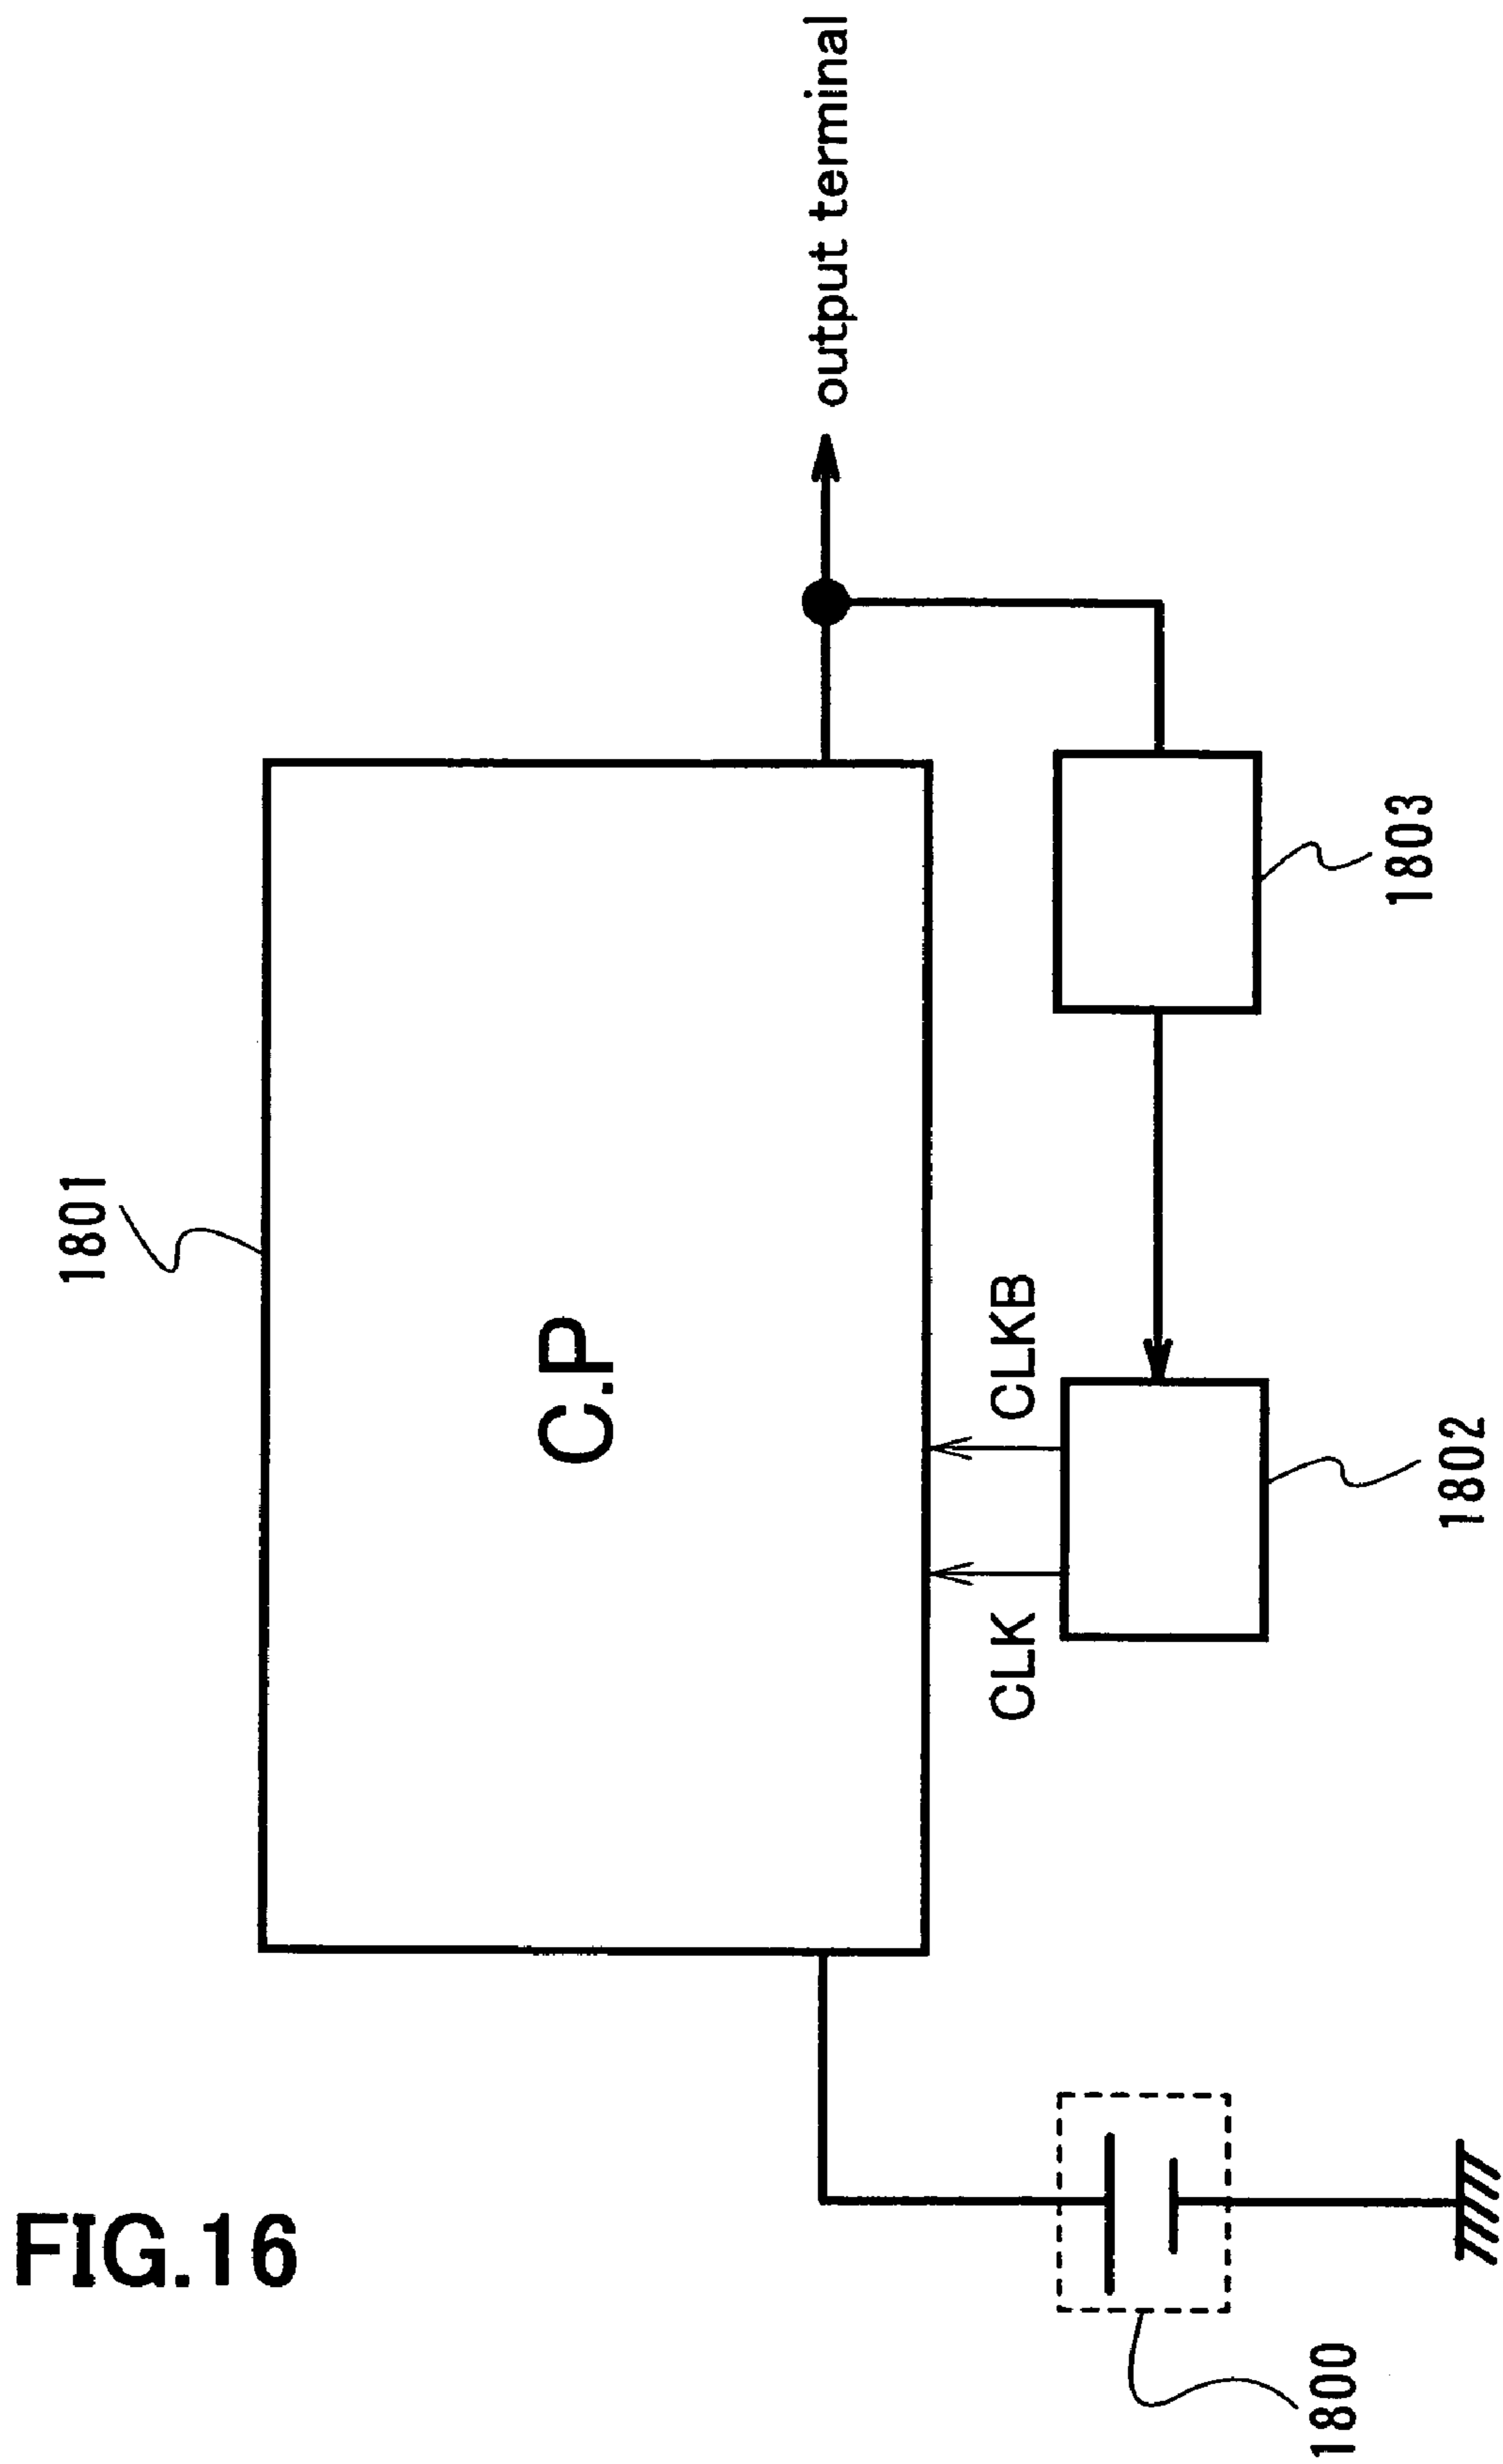 FIG.16
1801
C.P
output terminal
CLK
CLKB
1800
1802
1803